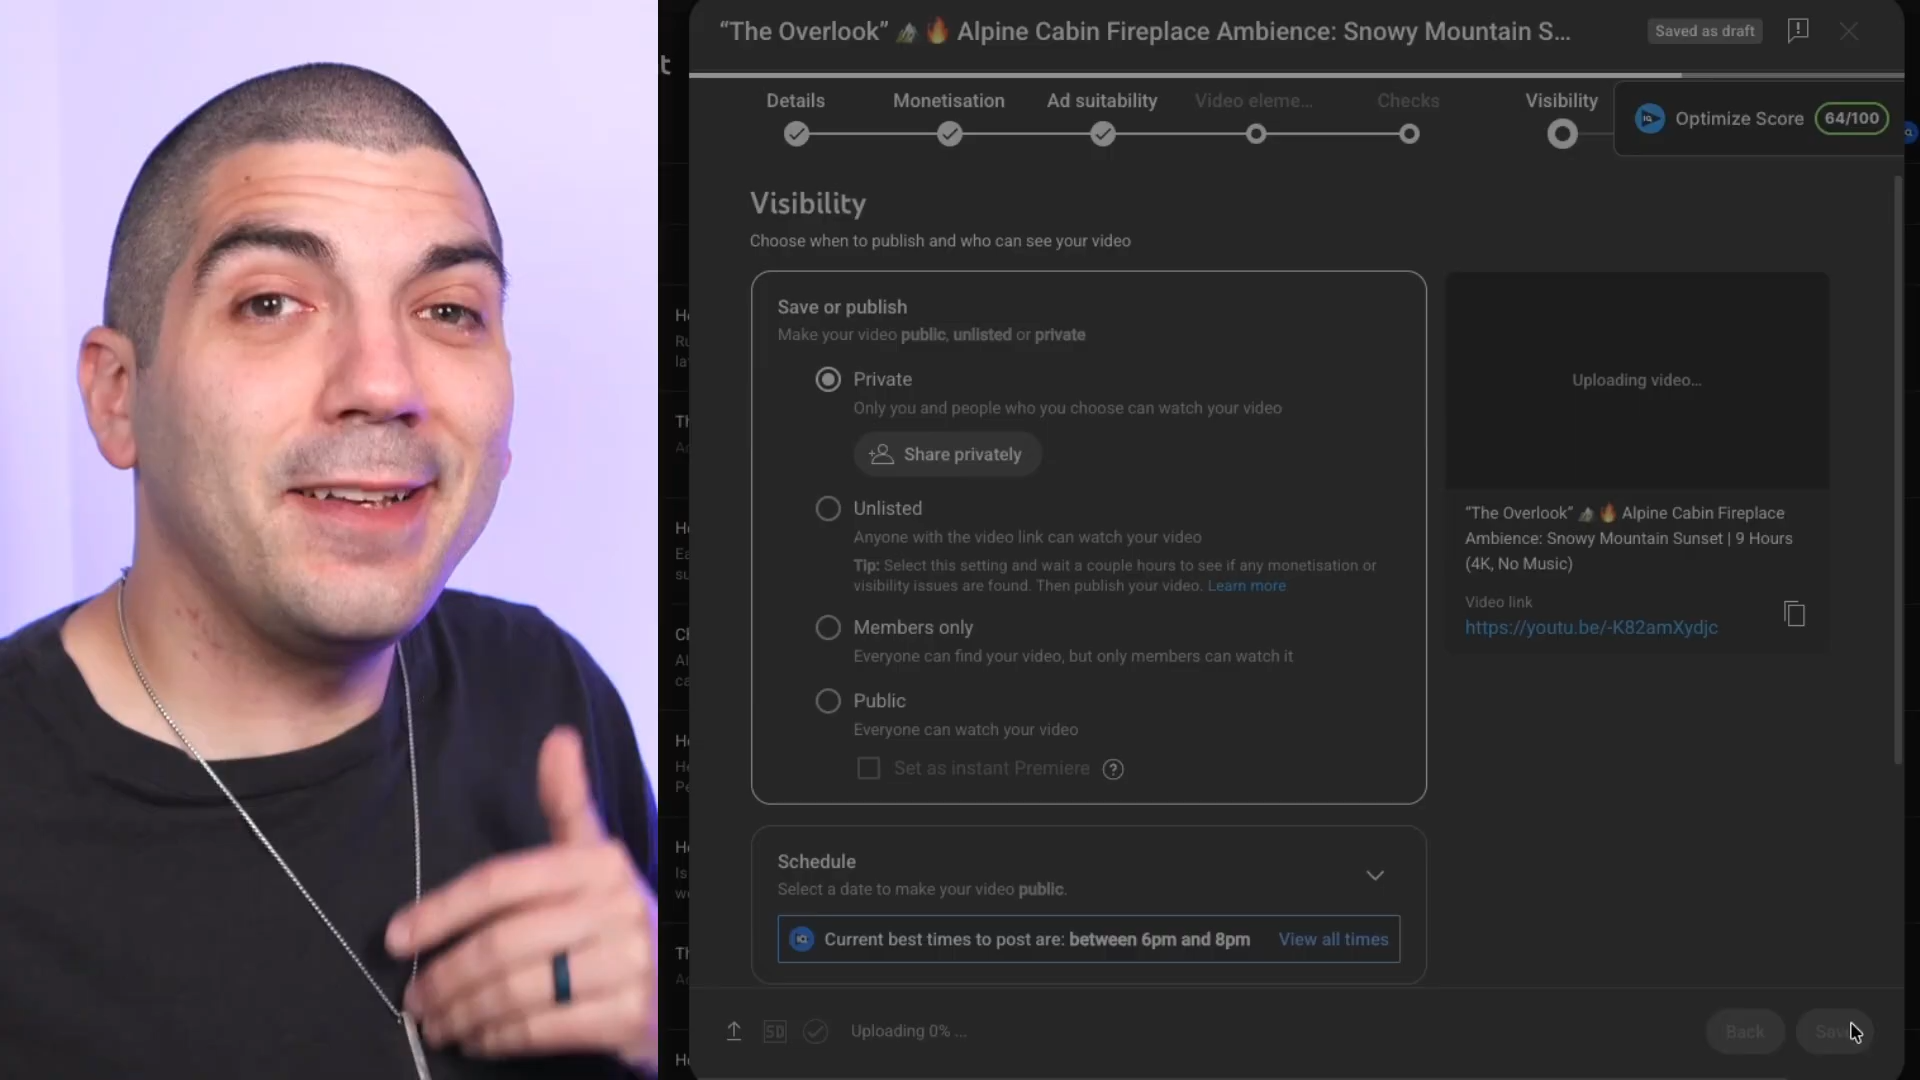 “The Overlook” 🏔️🔥 Alpine Cabin Fireplace Ambience: Snowy Mountain S...
Saved as draft
t
Details
Monetisation
Ad suitability
Video eleme...
Checks
Visibility
Optimize Score 64/100
Visibility
Choose when to publish and who can see your video
Save or publish
Make your video public, unlisted or private
Private
Only you and people who you choose can watch your video
Share privately
Unlisted
Anyone with the video link can watch your video
Tip: Select this setting and wait a couple hours to see if any monetisation or
visibility issues are found. Then publish your video. Learn more
Members only
Everyone can find your video, but only members can watch it
Public
Everyone can watch your video
Set as instant Premiere
Uploading video...
“The Overlook” 🏔️🔥 Alpine Cabin Fireplace
Ambience: Snowy Mountain Sunset | 9 Hours
(4K, No Music)
Video link
https://youtu.be/-K82amXydjc
Schedule
Select a date to make your video public.
Current best times to post are: between 6pm and 8pm
View all times
SD
Uploading 0% ...
Back
Save